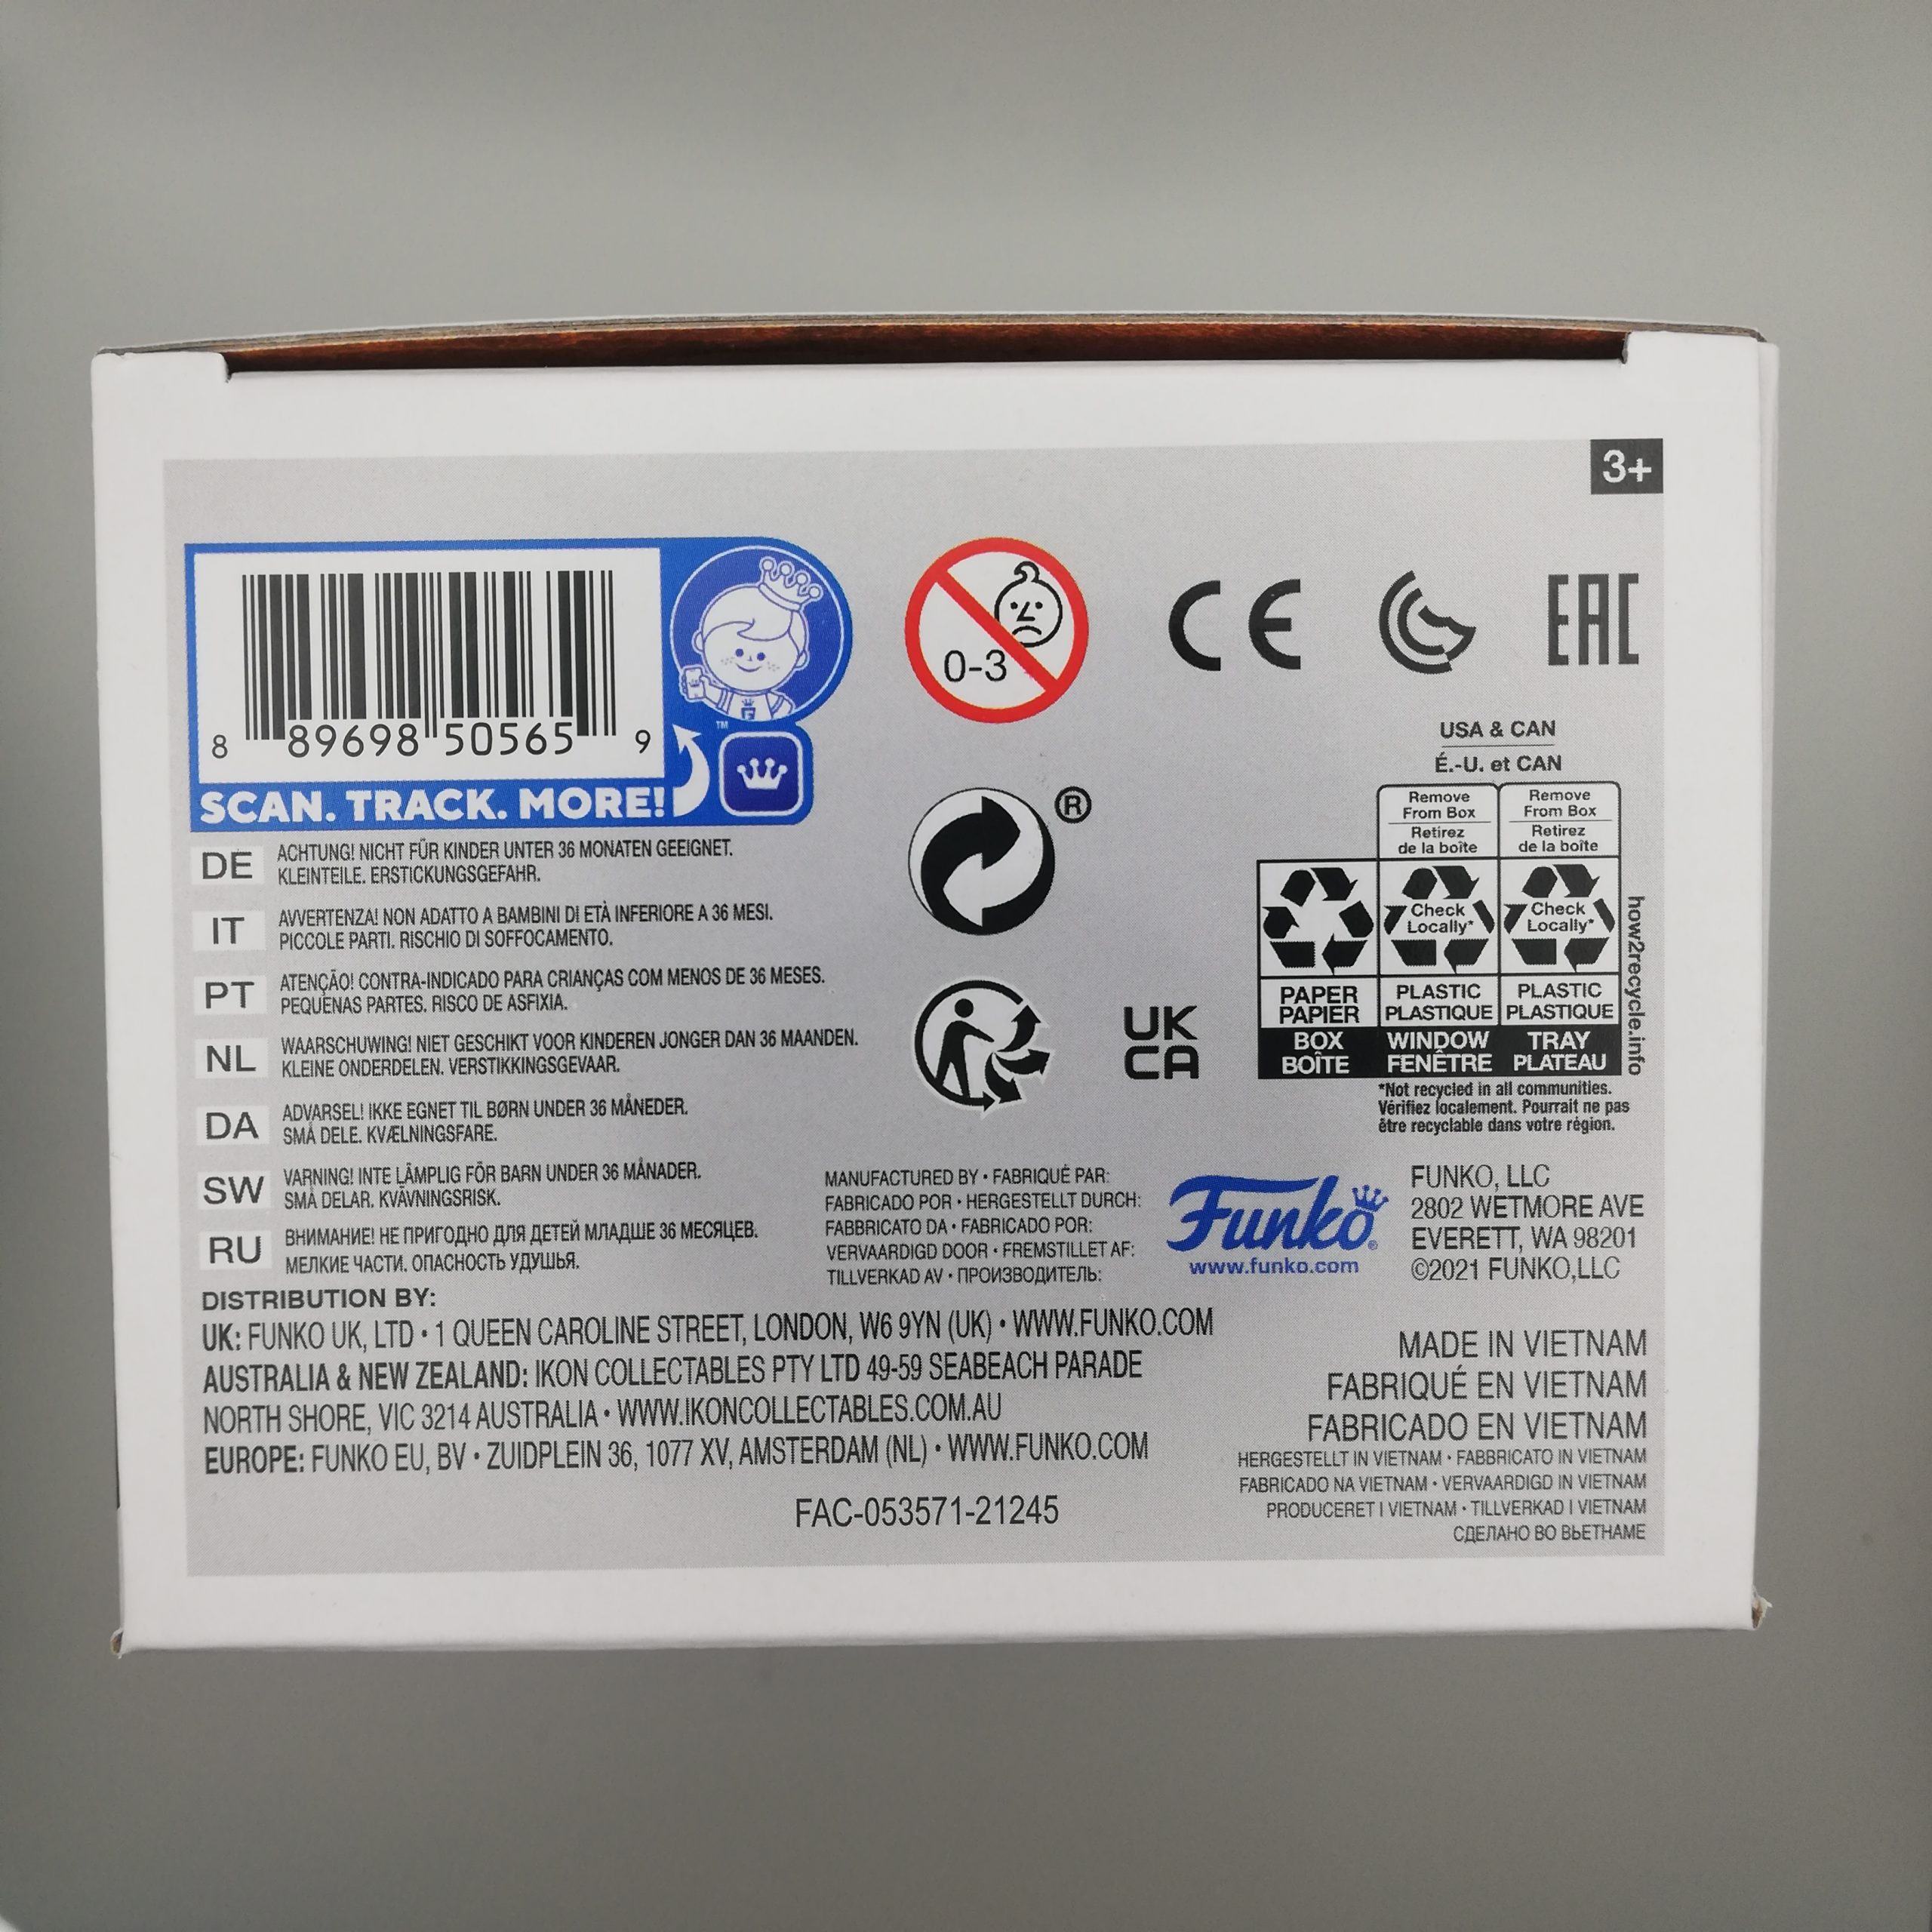 3+
8 89698 50565 9
™
SCAN. TRACK. MORE!
0-3
CE
EAC
DE
ACHTUNG! NICHT FÜR KINDER UNTER 36 MONATEN GEEIGNET.
KLEINTEILE. ERSTICKUNGSGEFAHR.
IT
AVVERTENZA! NON ADATTO A BAMBINI DI ETÀ INFERIORE A 36 MESI.
PICCOLE PARTI. RISCHIO DI SOFFOCAMENTO.
PT
ATENÇÃO! CONTRA-INDICADO PARA CRIANÇAS COM MENOS DE 36 MESES.
PEQUENAS PARTES. RISCO DE ASFIXIA.
NL
WAARSCHUWING! NIET GESCHIKT VOOR KINDEREN JONGER DAN 36 MAANDEN.
KLEINE ONDERDELEN. VERSTIKKINGSGEVAAR.
DA
ADVARSEL! IKKE EGNET TIL BØRN UNDER 36 MÅNEDER.
SMÅ DELE. KVÆLNINGSFARE.
SW
VARNING! INTE LÄMPLIG FÖR BARN UNDER 36 MÅNADER.
SMÅ DELAR. KVÄVNINGSRISK.
RU
ВНИМАНИЕ! НЕ ПРИГОДНО ДЛЯ ДЕТЕЙ МЛАДШЕ 36 МЕСЯЦЕВ.
МЕЛКИЕ ЧАСТИ. ОПАСНОСТЬ УДУШЬЯ.
®
UK
CA
USA & CAN
É.-U. et CAN
Remove
From Box
Retirez
de la boîte
Remove
From Box
Retirez
de la boîte
Check
Locally*
Check
Locally*
PAPER
PAPIER
PLASTIC
PLASTIQUE
PLASTIC
PLASTIQUE
BOX
BOÎTE
WINDOW
FENÊTRE
TRAY
PLATEAU
how2recycle.info
*Not recycled in all communities.
Vérifiez localement. Pourrait ne pas
être recyclable dans votre région.
MANUFACTURED BY • FABRIQUÉ PAR:
FABRICADO POR • HERGESTELLT DURCH:
FABBRICATO DA • FABRICADO POR:
VERVAARDIGD DOOR • FREMSTILLET AF:
TILLVERKAD AV • ПРОИЗВОДИТЕЛЬ:
Funko®
www.funko.com
FUNKO, LLC
2802 WETMORE AVE
EVERETT, WA 98201
©2021 FUNKO,LLC
DISTRIBUTION BY:
UK: FUNKO UK, LTD • 1 QUEEN CAROLINE STREET, LONDON, W6 9YN (UK) • WWW.FUNKO.COM
AUSTRALIA & NEW ZEALAND: IKON COLLECTABLES PTY LTD 49-59 SEABEACH PARADE
NORTH SHORE, VIC 3214 AUSTRALIA • WWW.IKONCOLLECTABLES.COM.AU
EUROPE: FUNKO EU, BV • ZUIDPLEIN 36, 1077 XV, AMSTERDAM (NL) • WWW.FUNKO.COM
FAC-053571-21245
MADE IN VIETNAM
FABRIQUÉ EN VIETNAM
FABRICADO EN VIETNAM
HERGESTELLT IN VIETNAM • FABBRICATO IN VIETNAM
FABRICADO NA VIETNAM • VERVAARDIGD IN VIETNAM
PRODUCERET I VIETNAM • TILLVERKAD I VIETNAM
СДЕЛАНО ВО ВЬЕТНАМЕ